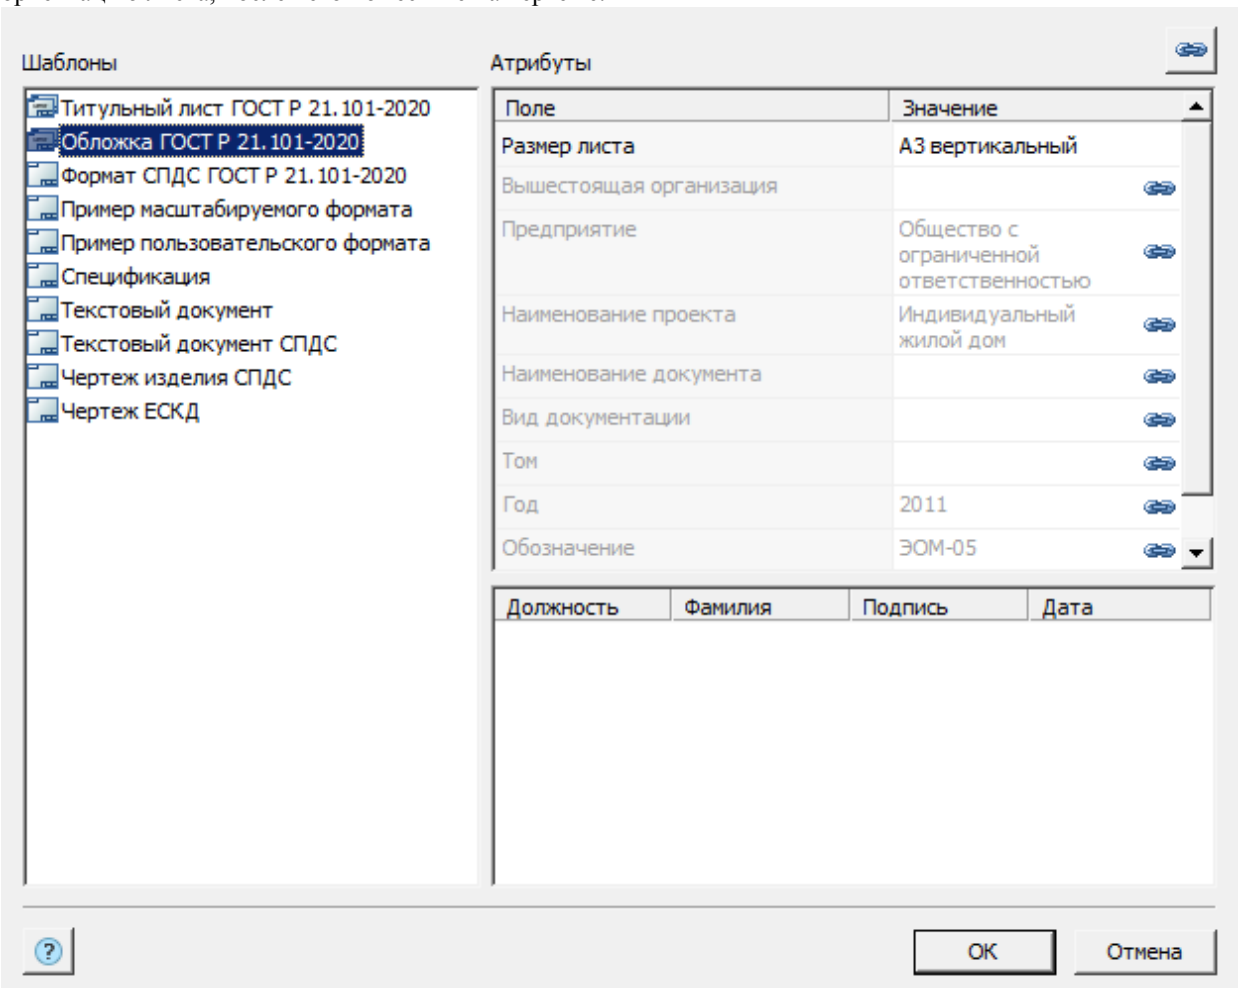 Шаблоны
Атрибуты
Титульный лист ГОСТ Р 21.101-2020
Обложка ГОСТ Р 21.101-2020
Формат СПДС ГОСТ Р 21.101-2020
Пример масштабируемого формата
Пример пользовательского формата
Спецификация
Текстовый документ
Текстовый документ СПДС
Чертеж изделия СПДС
Чертеж ЕСКД
Поле Значение
Размер листа А3 вертикальный
Вышестоящая организация
Предприятие Общество с
ограниченной
ответственностью
Наименование проекта Индивидуальный
жилой дом
Наименование документа
Вид документации
Том
Год 2011
Обозначение ЭОМ-05
Должность Фамилия Подпись Дата
?
ОК
Отмена